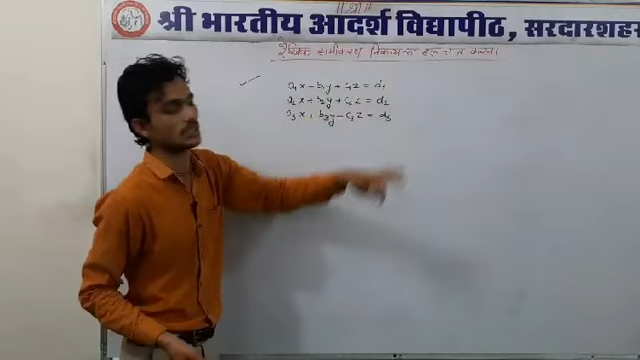 श्री भारतीय आदर्श विद्यापीठ, सरदारशहर
रैखिक समीकरण निकाय का हल ज्ञात करना।
a₁x + b₁y + c₁z = d₁
a₂x + b₂y + c₂z = d₂
a₃x + b₃y + c₃z = d₃